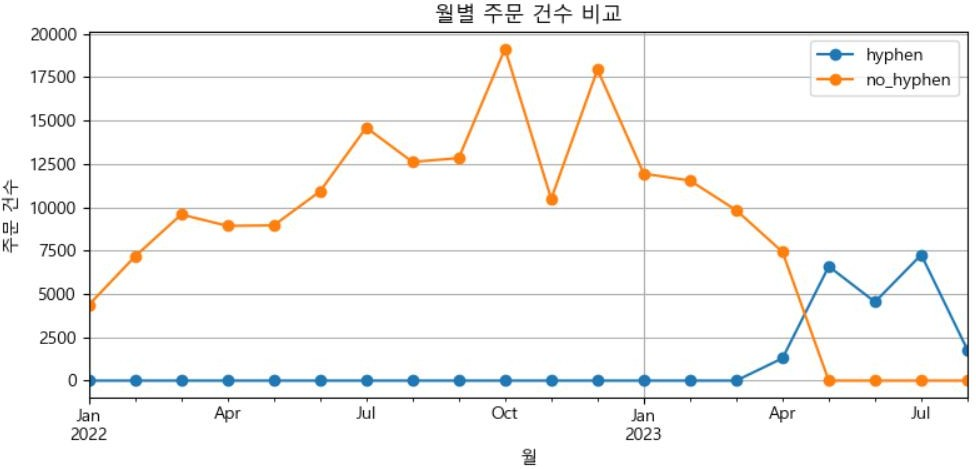 월별 주문 건수 비교
hyphen
no_hyphen
주문 건수
20000
17500
15000
12500
10000
7500
5000
2500
0
Jan
2022
Apr
Jul
Oct
Jan
2023
Apr
Jul
월